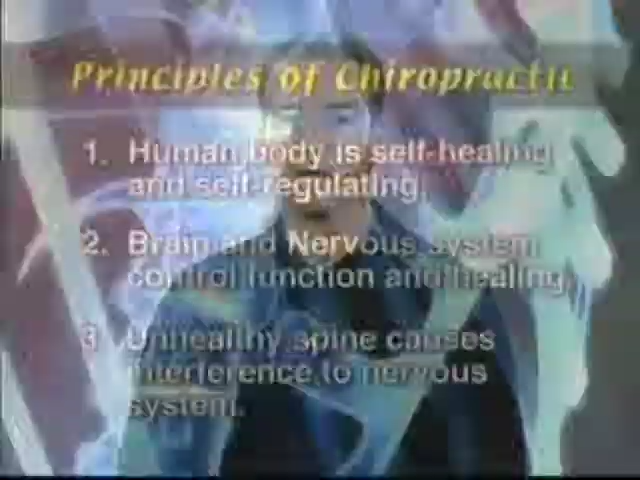 Principles of Chiropractic
1. Human body is self-healing
and self-regulating.
2. Brain and Nervous system
control function and healing.
3. Unhealthy spine causes
interference to nervous
system.